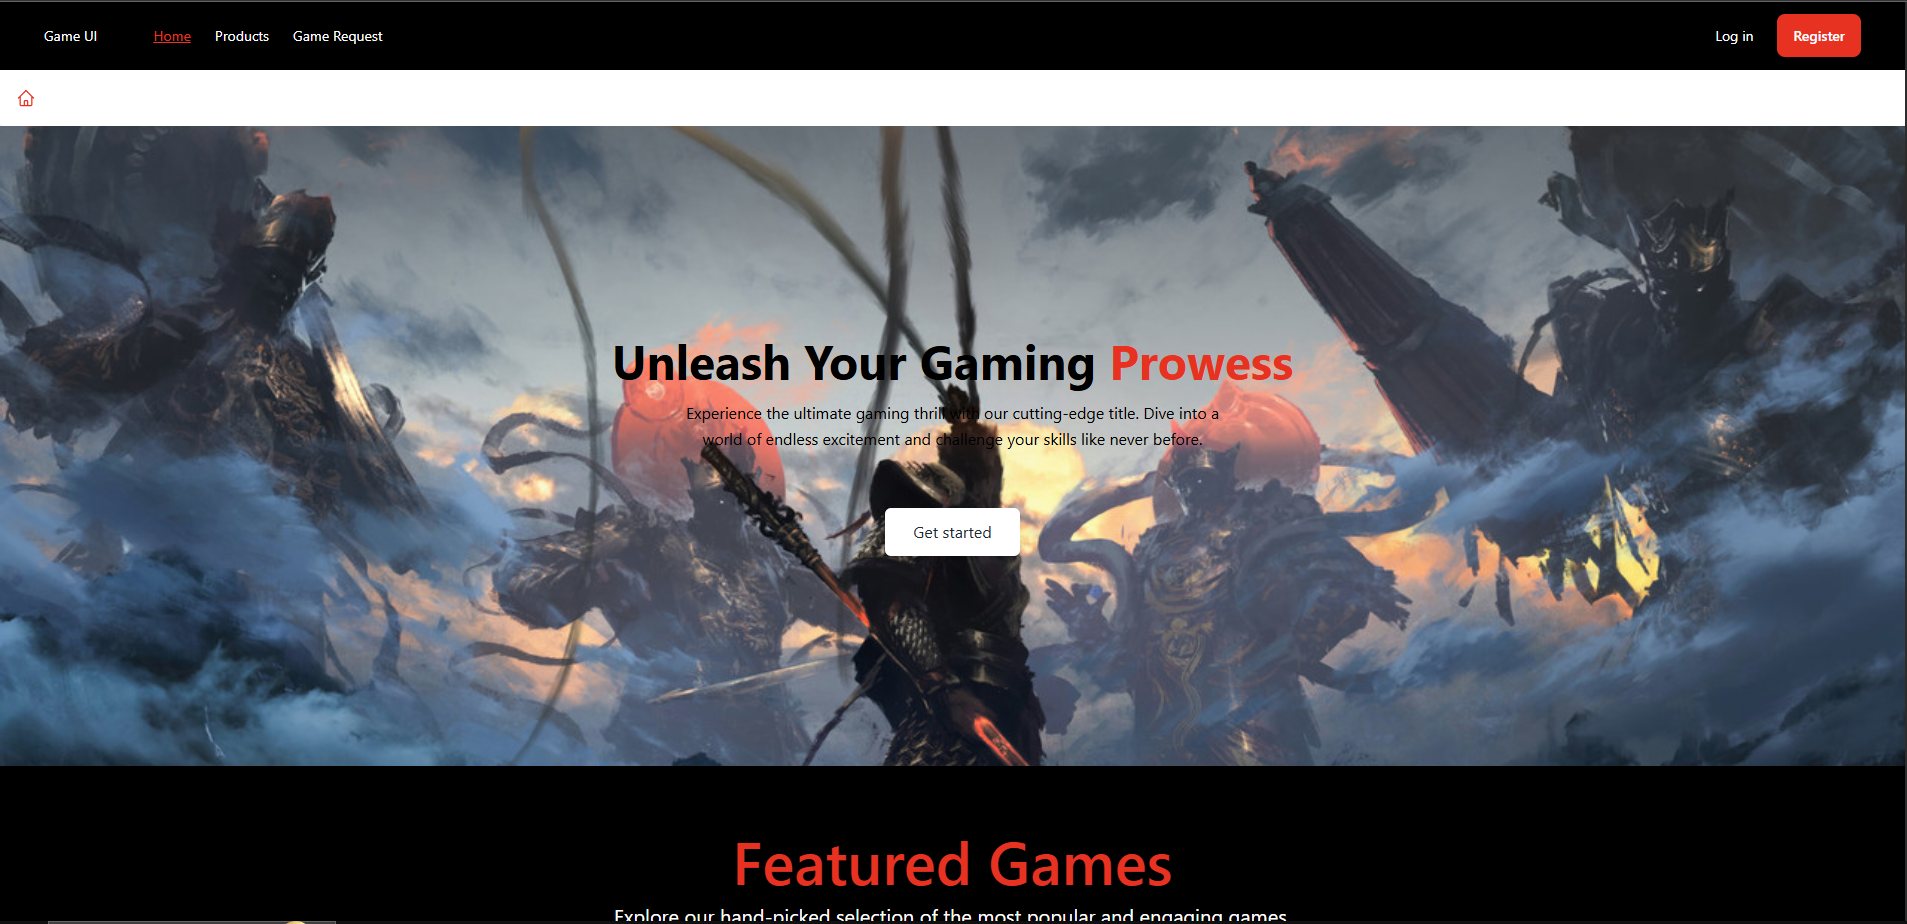 Game UI
Home
Products
Game Request
Log in
Register
Unleash Your Gaming Prowess
Experience the ultimate gaming thrill with our cutting-edge title. Dive into a
world of endless excitement and challenge your skills like never before.
Get started
Featured Games
Explore our hand-picked selection of the most popular and engaging games